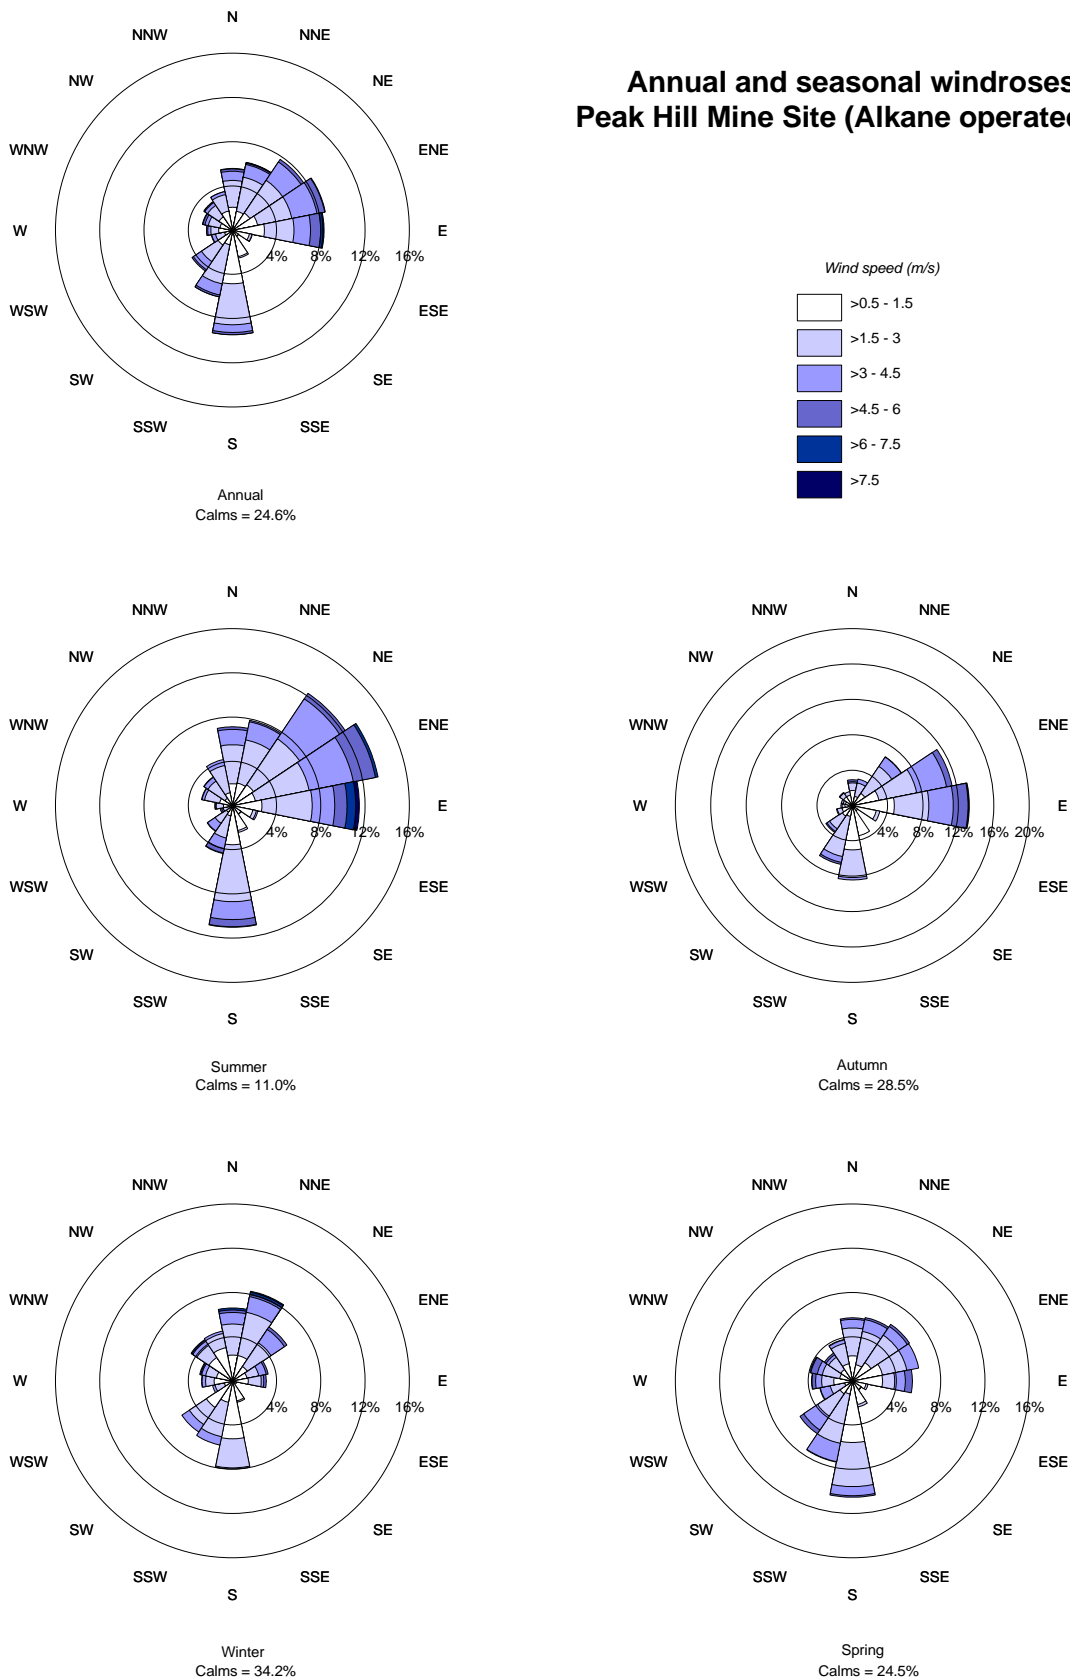 Annual and seasonal windroses
Peak Hill Mine Site (Alkane operated
N
NNW NNE
NW NE
WNW ENE
W E
4% 8% 12% 16%
WSW ESE
SW SE
SSW SSE
S
Annual
Calms = 24.6%
Wind speed (m/s)
>0.5 - 1.5
>1.5 - 3
>3 - 4.5
>4.5 - 6
>6 - 7.5
>7.5
N
NNW NNE
NW NE
WNW ENE
W E
4% 8% 12% 16%
WSW ESE
SW SE
SSW SSE
S
Summer
Calms = 11.0%
N
NNW NNE
NW NE
WNW ENE
W E
4% 8% 12% 16% 20%
WSW ESE
SW SE
SSW SSE
S
Autumn
Calms = 28.5%
N
NNW NNE
NW NE
WNW ENE
W E
4% 8% 12% 16%
WSW ESE
SW SE
SSW SSE
S
Winter
Calms = 34.2%
N
NNW NNE
NW NE
WNW ENE
W E
4% 8% 12% 16%
WSW ESE
SW SE
SSW SSE
S
Spring
Calms = 24.5%